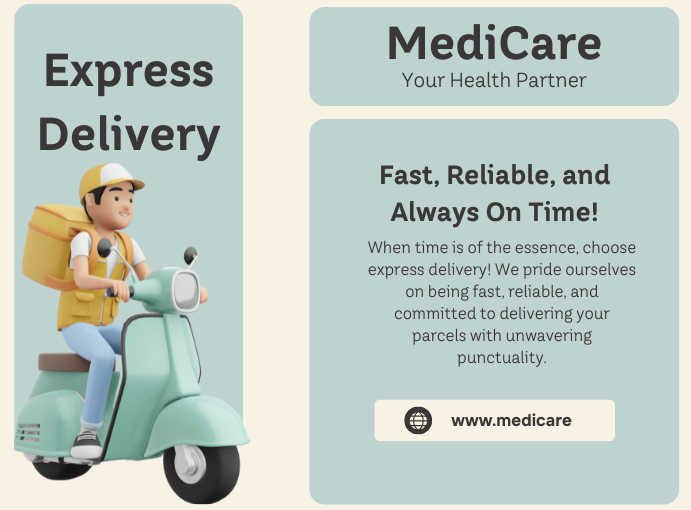 Express
Delivery
MediCare
Your Health Partner
Fast, Reliable, and
Always On Time!
When time is of the essence, choose
express delivery! We pride ourselves
on being fast, reliable, and
committed to delivering your
parcels with unwavering
punctuality.
www.medicare